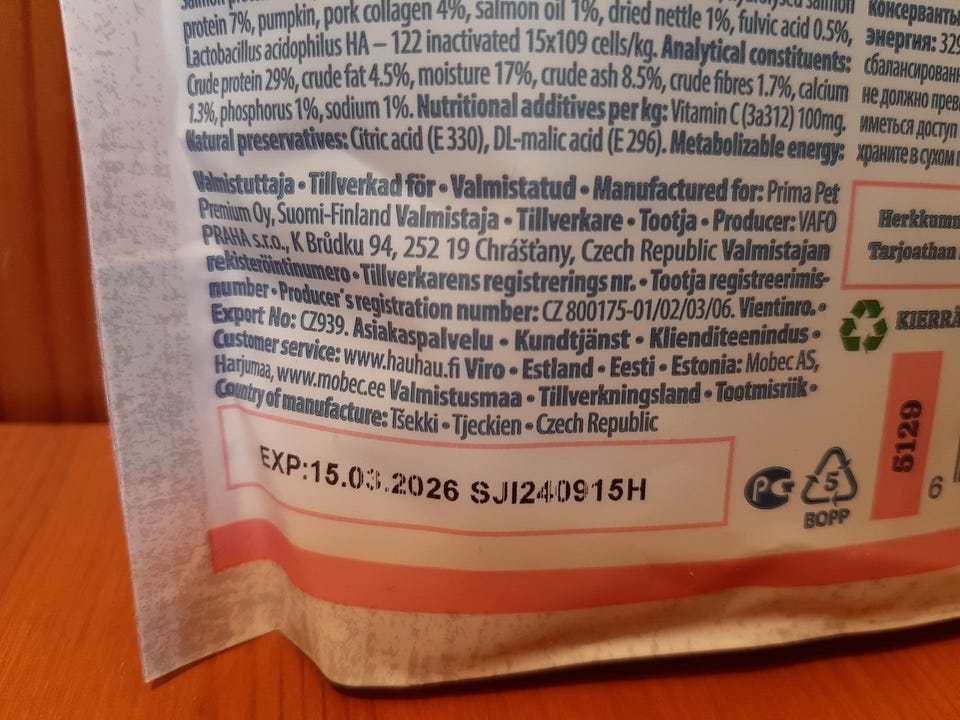 protein 7%, pumpkin, pork collagen 4%, salmon oil 1%, dried nettle 1%, fulvic acid 0.5%,
Lactobacillus acidophilus HA – 122 inactivated 15x109 cells/kg. Analytical constituents:
Crude protein 29%, crude fat 4.5%, moisture 17%, crude ash 8.5%, crude fibres 1.7%, calcium
1.3%, phosphorus 1%, sodium 1%. Nutritional additives per kg: Vitamin C (3a312) 100mg.
Natural preservatives: Citric acid (E 330), DL-malic acid (E 296). Metabolizable energy:
Valmistuttaja • Tillverkad för • Valmistatud • Manufactured for: Prima Pet
Premium Oy, Suomi-Finland Valmistaja • Tillverkare • Tootja • Producer: VAFO
PRAHA s.r.o., K Brůdku 94, 252 19 Chrášťany, Czech Republic Valmistajan
rekisteröintinumero • Tillverkarens registrerings nr. • Tootja registreerimis-
number • Producer's registration number: CZ 800175-01/02/03/06. Vientinro. •
Export No: CZ939. Asiakaspalvelu • Kundtjänst • Klienditeenindus •
Customer service: www.hauhau.fi Viro • Estland • Eesti • Estonia: Mobec AS,
Harjumaa, www.mobec.ee Valmistusmaa • Tillverkningsland • Tootmisriik •
Country of manufacture: Tšekki • Tjeckien • Czech Republic
EXP:15.03.2026 SJI240915H
PG
5
BOPP
консерванты
энергия: 329
сбалансирован
не должно прев
иметься доступ
храните в сухом
Herkkumm
Tarjoathan
KIERRÄ
5129
6